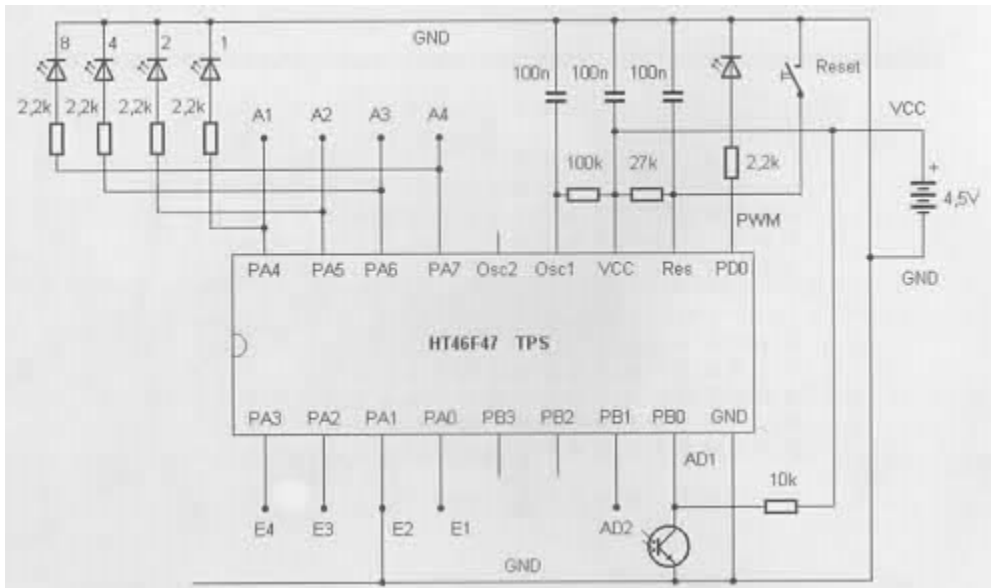 8 4 2 1
GND
2,2k 2,2k 2,2k 2,2k
100n 100n 100n
Reset
A1 A2 A3 A4
VCC
100k 27k 2,2k
+
4,5V
PWM
PA4 PA5 PA6 PA7 Osc2 Osc1 VCC Res PD0
GND
HT46F47 TPS
PA3 PA2 PA1 PA0 PB3 PB2 PB1 PB0 GND
AD1
10k
E4 E3 E2 E1 AD2
GND